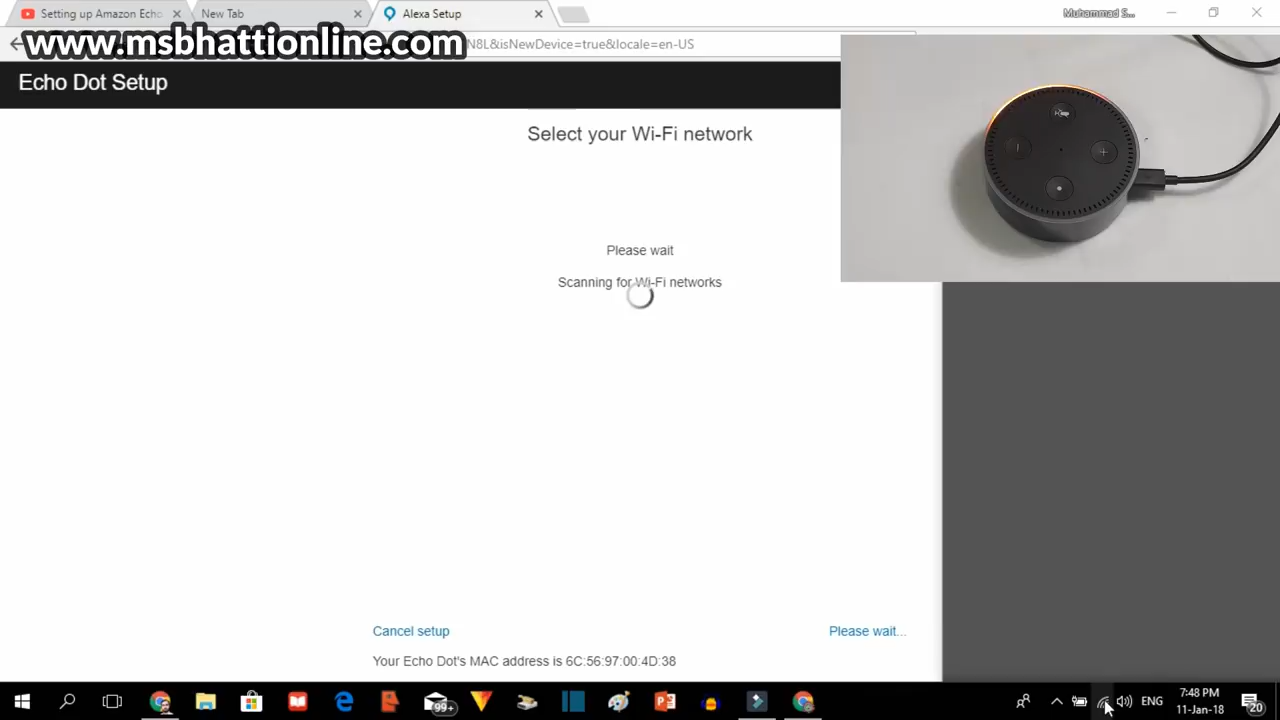 Setting up Amazon Echo
New Tab
Alexa Setup
Muhammad S...
www.msbhattionline.com
N8L&isNewDevice=true&locale=en-US
Echo Dot Setup
Select your Wi-Fi network
Please wait
Scanning for Wi-Fi networks
Cancel setup
Please wait...
Your Echo Dot's MAC address is 6C:56:97:00:4D:38
99+
ENG
7:48 PM
11-Jan-18
20